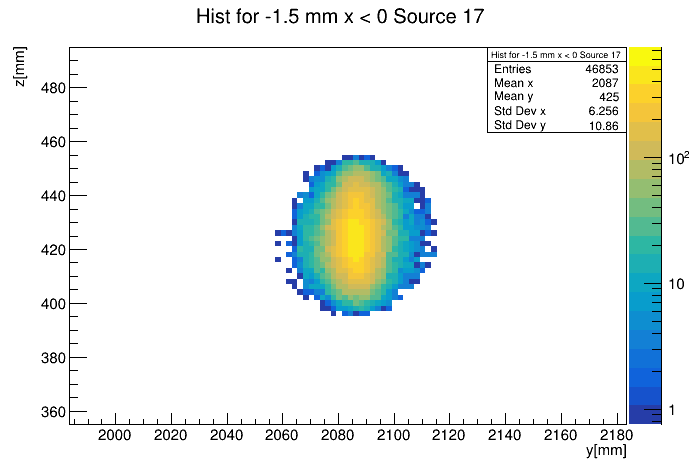 Hist for -1.5 mm x < 0 Source 17
z[mm]
Hist for -1.5 mm x < 0 Source 17
Entries 46853
Mean x 2087
Mean y 425
Std Dev x 6.256
Std Dev y 10.86
480
460
440
420
400
380
360
10²
10
1
2000 2020 2040 2060 2080 2100 2120 2140 2160 2180
y[mm]